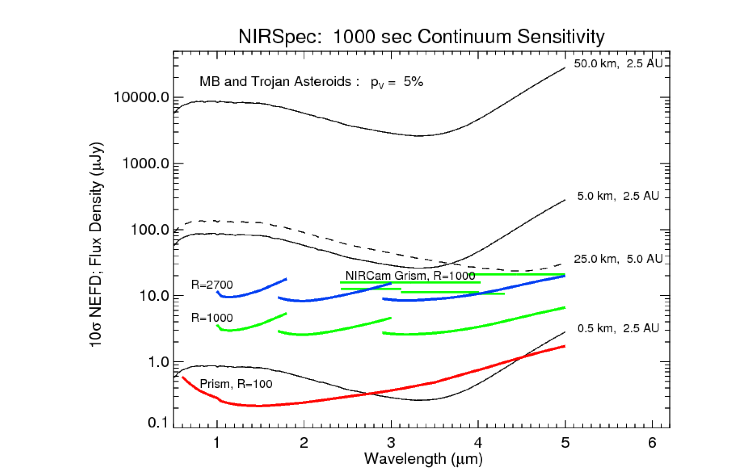 NIRSpec: 1000 sec Continuum Sensitivity
MB and Trojan Asteroids : pV = 5%
50.0 km, 2.5 AU
5.0 km, 2.5 AU
25.0 km, 5.0 AU
NIRCam Grism, R=1000
R=2700
R=1000
0.5 km, 2.5 AU
Prism, R=100
10σ NEFD; Flux Density (μJy)
10000.0
1000.0
100.0
10.0
1.0
0.1
1 2 3 4 5 6
Wavelength (μm)